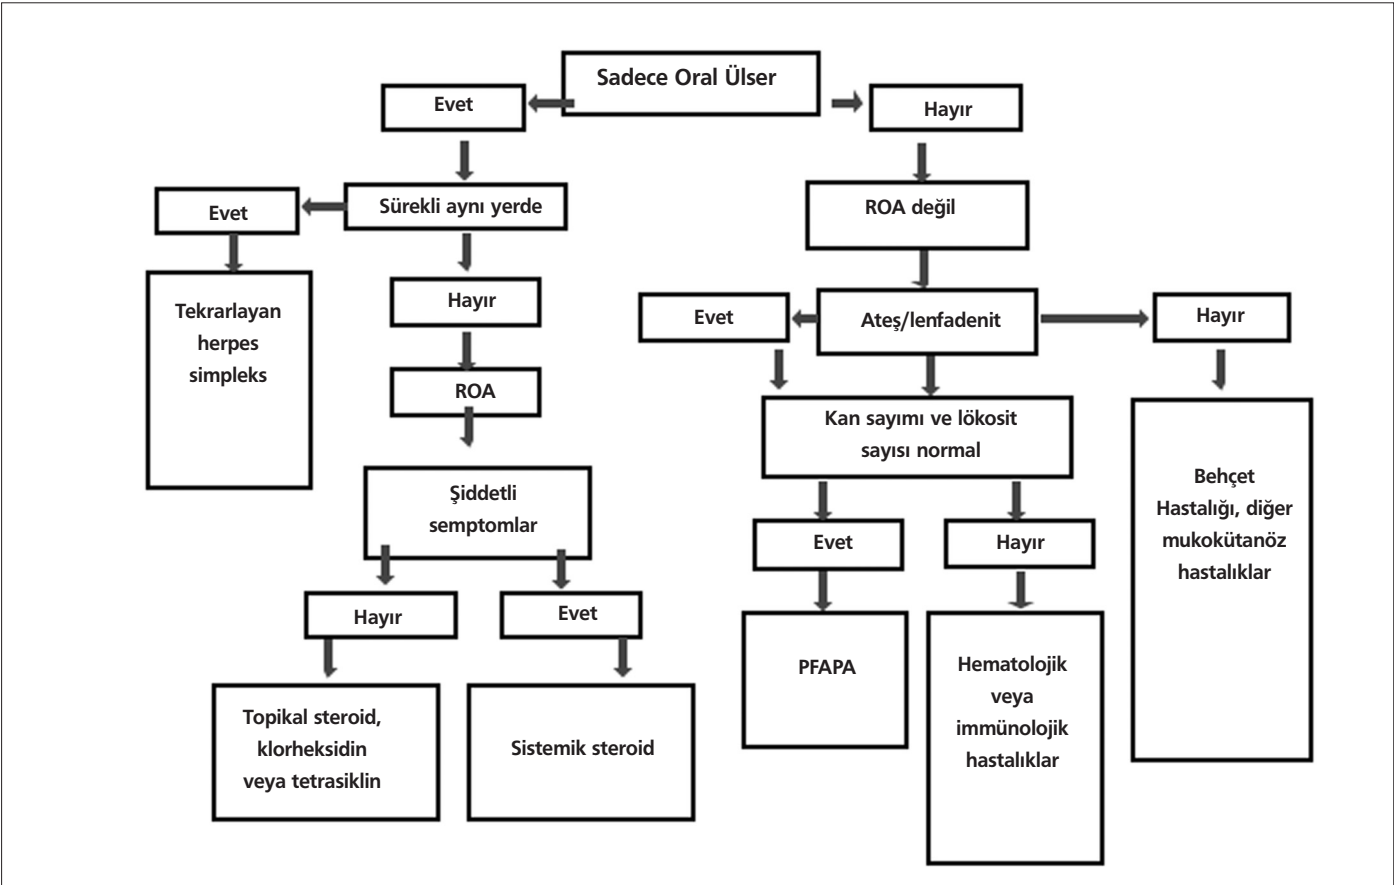 Sadece Oral Ülser
Evet
Hayır
Evet
Sürekli aynı yerde
ROA değil
Tekrarlayan
herpes
simpleks
Hayır
Evet
Ateş/lenfadenit
Hayır
ROA
Kan sayımı ve lökosit
sayısı normal
Behçet
Hastalığı, diğer
mukokütanöz
hastalıklar
Şiddetli
semptomlar
Evet
Hayır
Hayır
Evet
PFAPA
Hematolojik
veya
immünolojik
hastalıklar
Topikal steroid,
klorheksidin
veya tetrasiklin
Sistemik steroid